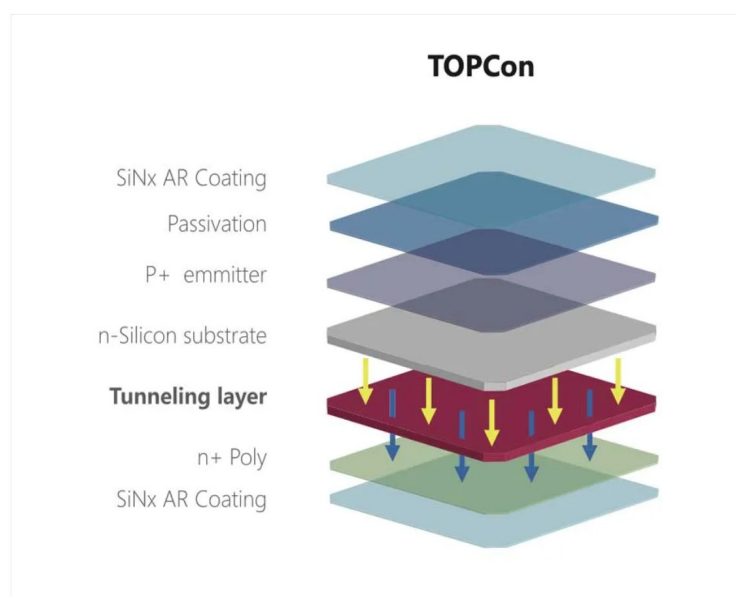 TOPCon
SiNx AR Coating
Passivation
P+ emmitter
n-Silicon substrate
Tunneling layer
n+ Poly
SiNx AR Coating